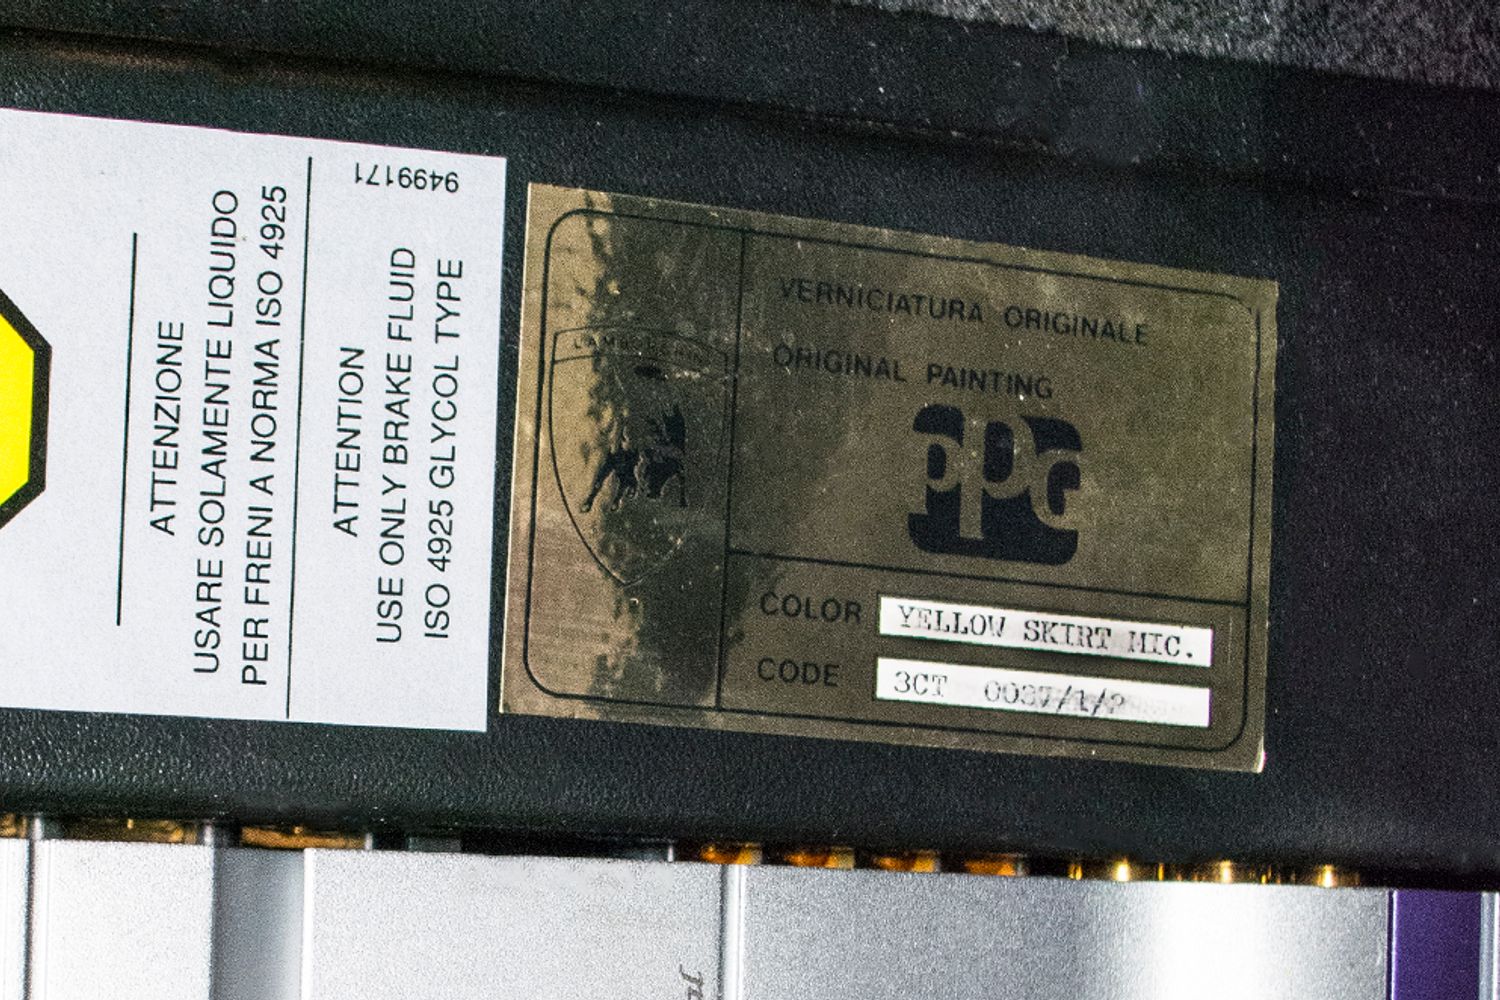 ATTENZIONE
USARE SOLAMENTE LIQUIDO
PER FRENI A NORMA ISO 4925
ATTENTION
USE ONLY BRAKE FLUID
ISO 4925 GLYCOL TYPE
9499171
LAMBORGHINI
VERNICIATURA ORIGINALE
ORIGINAL PAINTING
ppg
COLOR YELLOW SKIRT MIC.
CODE 3CT